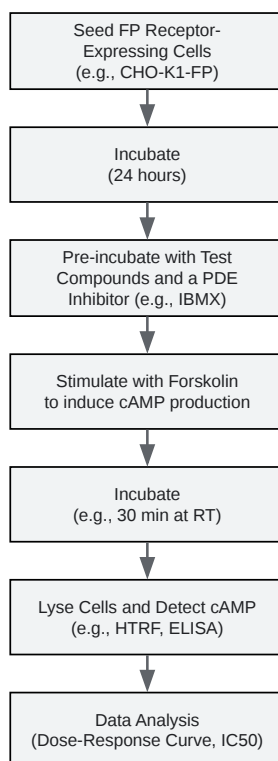 Seed FP Receptor-
Expressing Cells
(e.g., CHO-K1-FP)
Incubate
(24 hours)
Pre-incubate with Test
Compounds and a PDE
Inhibitor (e.g., IBMX)
Stimulate with Forskolin
to induce cAMP production
Incubate
(e.g., 30 min at RT)
Lyse Cells and Detect cAMP
(e.g., HTRF, ELISA)
Data Analysis
(Dose-Response Curve, IC50)